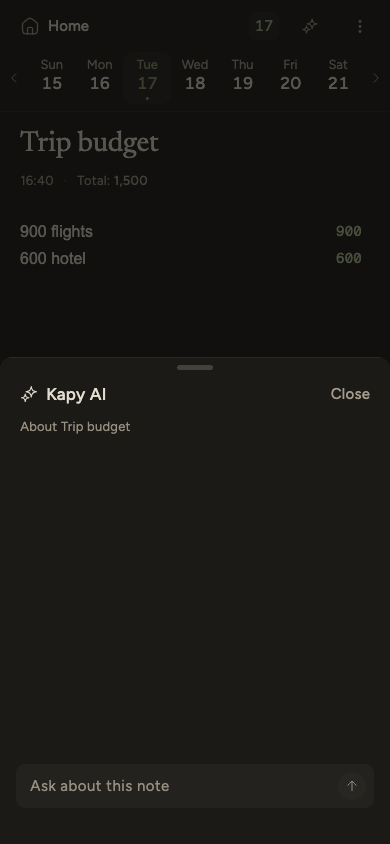 Home 17
Sun Mon Tue Wed Thu Fri Sat
15 16 17 18 19 20 21
Trip budget
16:40 · Total: 1,500
900 flights 900
600 hotel 600
Kapy AI Close
About Trip budget
Ask about this note